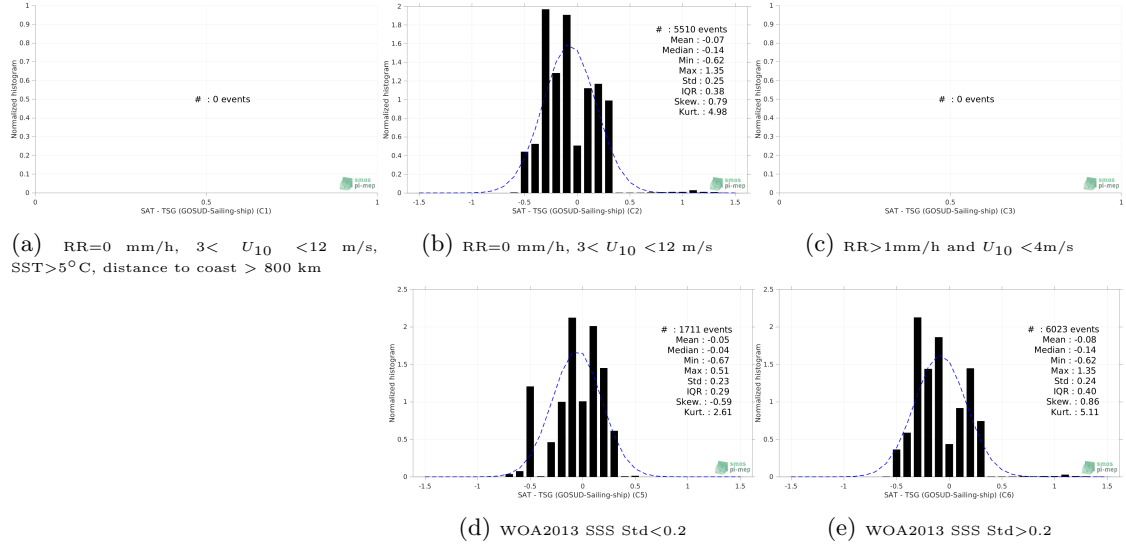 1
0.9
0.8
0.7
0.6
0.5
0.4
0.3
0.2
0.1
0
Normalized histogram
# : 0 events
smos
pi-mep
0 0.5 1
SAT - TSG (GOSUD-Sailing-ship) (C1)
(a) RR=0 mm/h, 3< U10 <12 m/s,
SST>5°C, distance to coast > 800 km
2
1.8
1.6
1.4
1.2
1
0.8
0.6
0.4
0.2
0
Normalized histogram
# : 5510 events
Mean : -0.07
Median : -0.14
Min : -0.62
Max : 1.35
Std : 0.25
IQR : 0.38
Skew. : 0.79
Kurt. : 4.98
smos
pi-mep
-1.5 -1 -0.5 0 0.5 1 1.5
SAT - TSG (GOSUD-Sailing-ship) (C2)
(b) RR=0 mm/h, 3< U10 <12 m/s
1
0.9
0.8
0.7
0.6
0.5
0.4
0.3
0.2
0.1
0
Normalized histogram
# : 0 events
smos
pi-mep
0 0.5 1
SAT - TSG (GOSUD-Sailing-ship) (C3)
(c) RR>1mm/h and U10 <4m/s
2.5
2
1.5
1
0.5
0
Normalized histogram
# : 1711 events
Mean : -0.05
Median : -0.04
Min : -0.67
Max : 0.51
Std : 0.23
IQR : 0.29
Skew. : -0.59
Kurt. : 2.61
smos
pi-mep
-1.5 -1 -0.5 0 0.5 1 1.5
SAT - TSG (GOSUD-Sailing-ship) (C5)
(d) WOA2013 SSS Std<0.2
2.5
2
1.5
1
0.5
0
Normalized histogram
# : 6023 events
Mean : -0.08
Median : -0.14
Min : -0.62
Max : 1.35
Std : 0.24
IQR : 0.40
Skew. : 0.86
Kurt. : 5.11
smos
pi-mep
-1.5 -1 -0.5 0 0.5 1 1.5
SAT - TSG (GOSUD-Sailing-ship) (C6)
(e) WOA2013 SSS Std>0.2